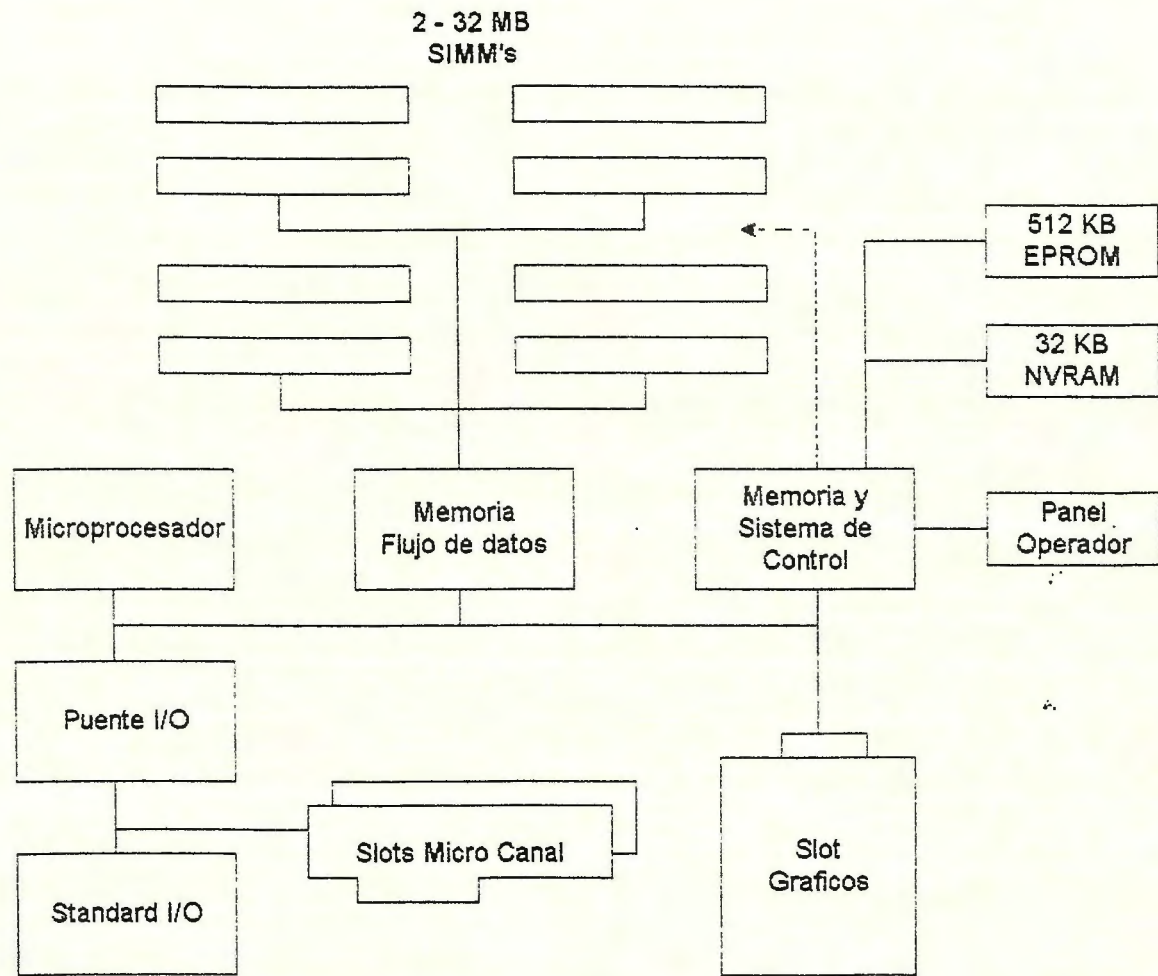 2 - 32 MB
SIMM's
512 KB
EPROM
32 KB
NVRAM
Microprocesador
Memoria
Flujo de datos
Memoria y
Sistema de
Control
Panel
Operador
Puente I/O
Slots Micro Canal
Slot
Graficos
Standard I/O